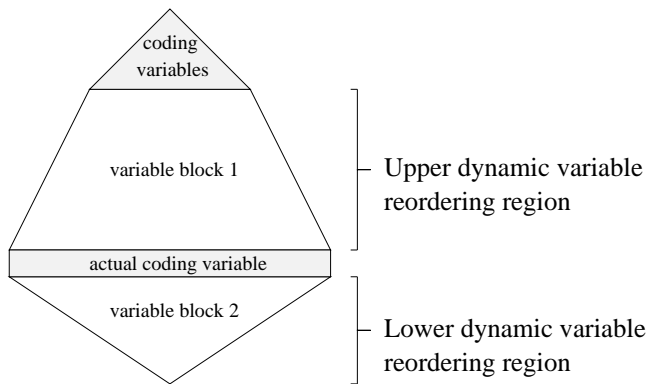 coding
variables
variable block 1
Upper dynamic variable
reordering region
actual coding variable
variable block 2
Lower dynamic variable
reordering region